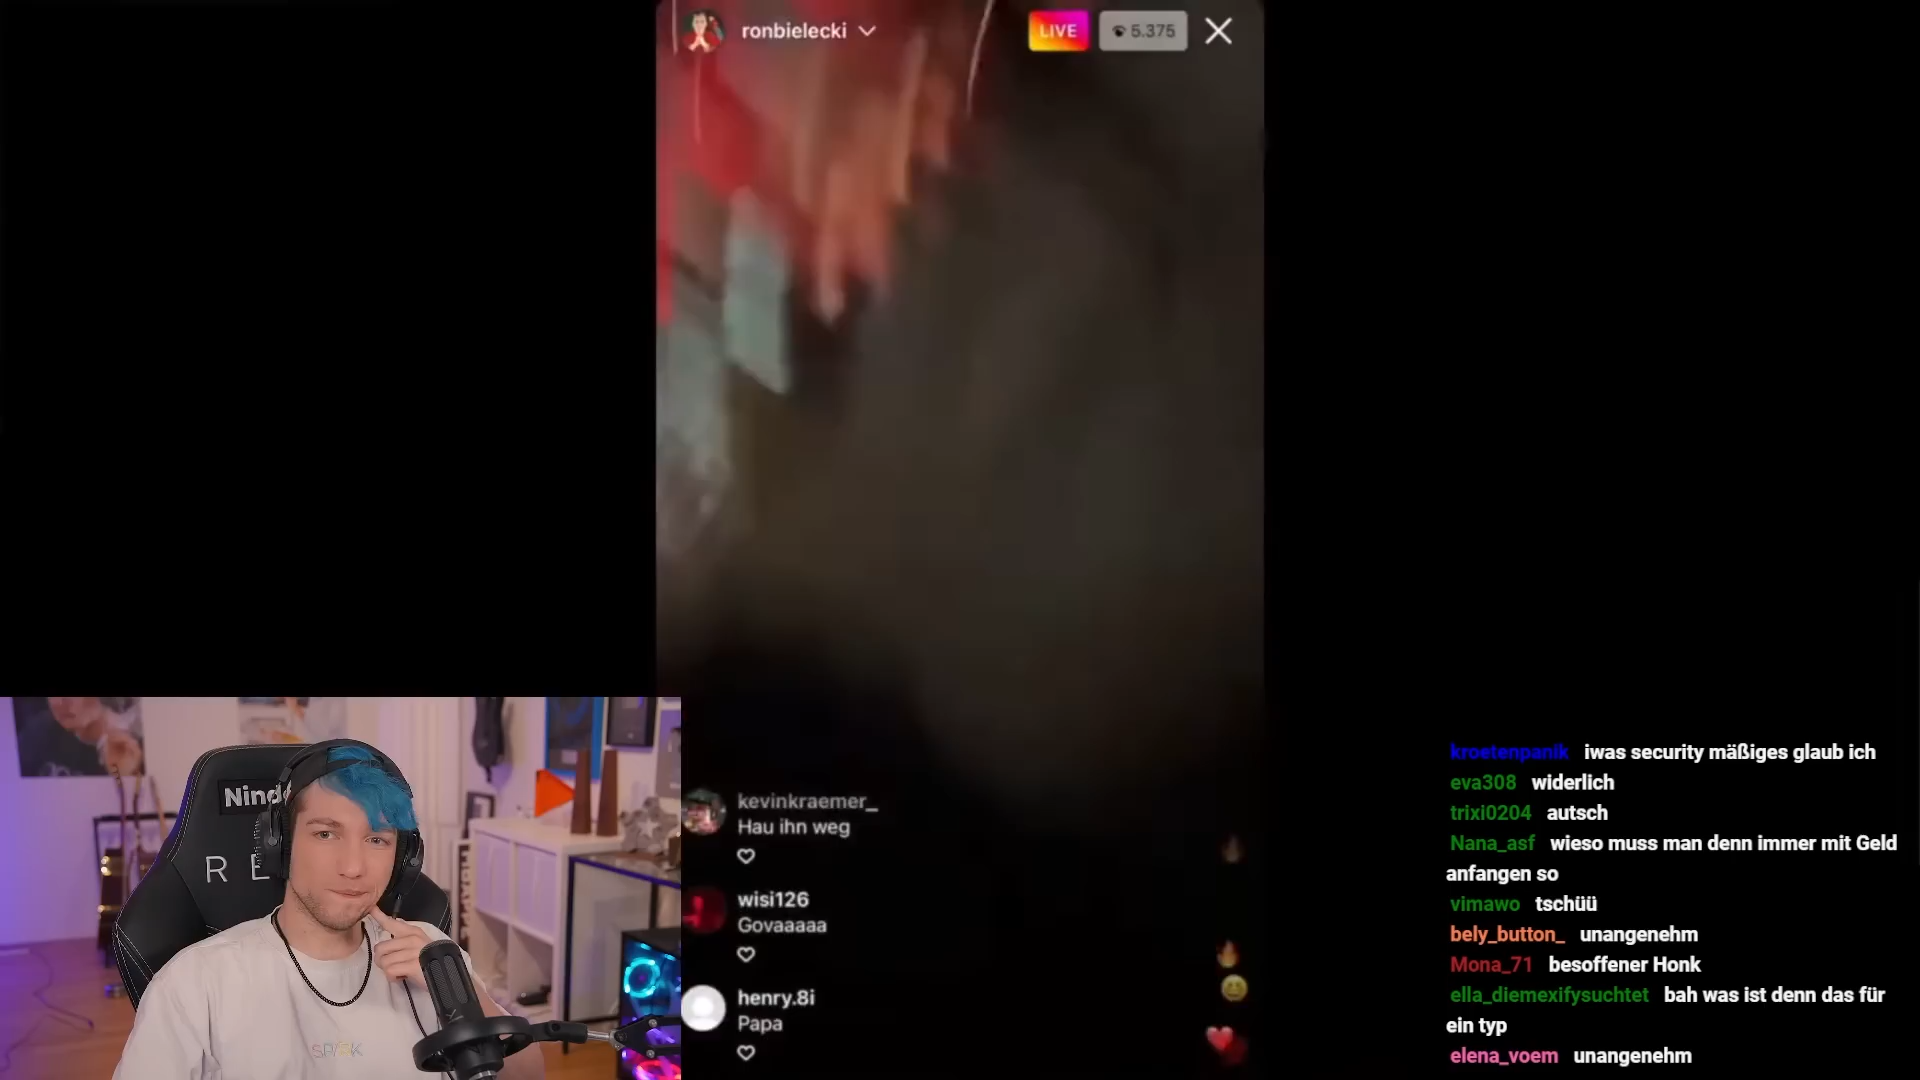 ronbielecki
LIVE
5.375
kevinkraemer_
Hau ihn weg
wisi126
Govaaaaa
henry.8i
Papa
kroetenpanik iwas security mäßiges glaub ich
eva308 widerlich
trixi0204 autsch
Nana_asf wieso muss man denn immer mit Geld
anfangen so
vimawo tschüü
bely_button_ unangenehm
Mona_71 besoffener Honk
ella_diemexifysuchtet bah was ist denn das für
ein typ
elena_voem unangenehm
R E